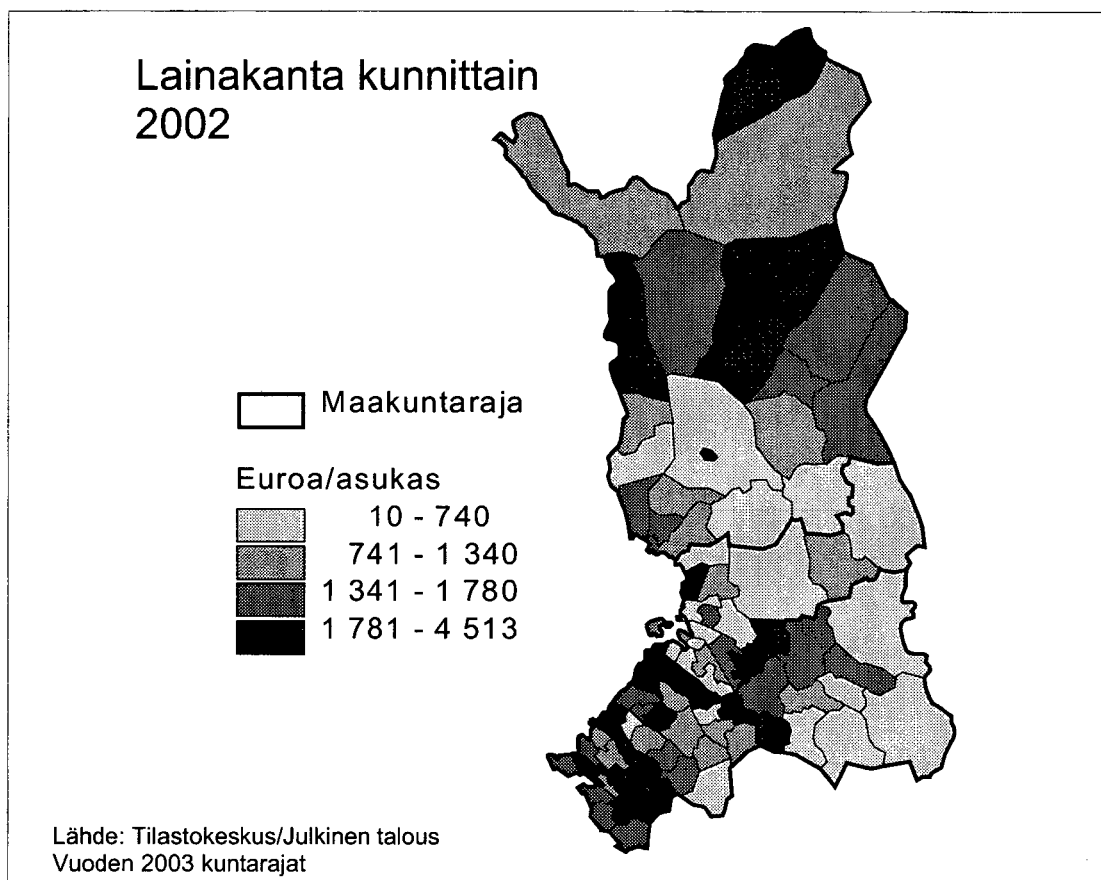 Lainakanta kunnittain
2002
Maakuntaraja
Euroa/asukas
10 - 740
741 - 1 340
1 341 - 1 780
1 781 - 4 513
Lähde: Tilastokeskus/Julkinen talous
Vuoden 2003 kuntarajat